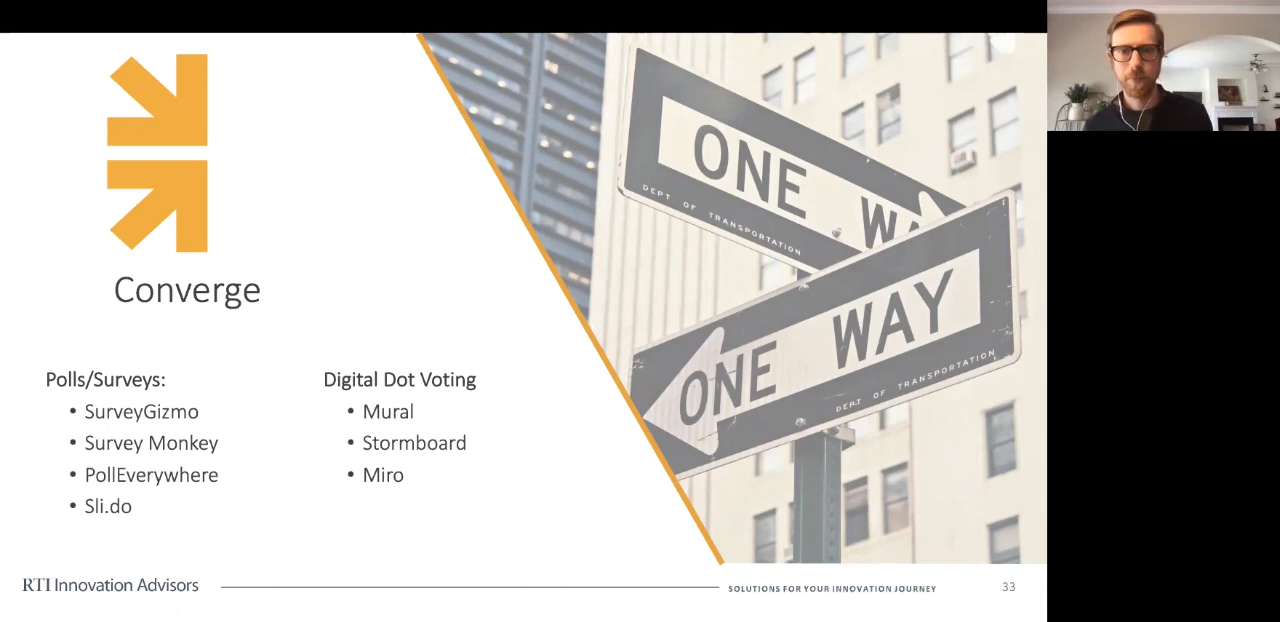 ONE WA
DEPT OF TRANSPORTATION
ONE WAY
DEPT OF TRANSPORTATION
Converge
Polls/Surveys:
• SurveyGizmo
• Survey Monkey
• PollEverywhere
• Sli.do
Digital Dot Voting
• Mural
• Stormboard
• Miro
RTI Innovation Advisors
SOLUTIONS FOR YOUR INNOVATION JOURNEY
33